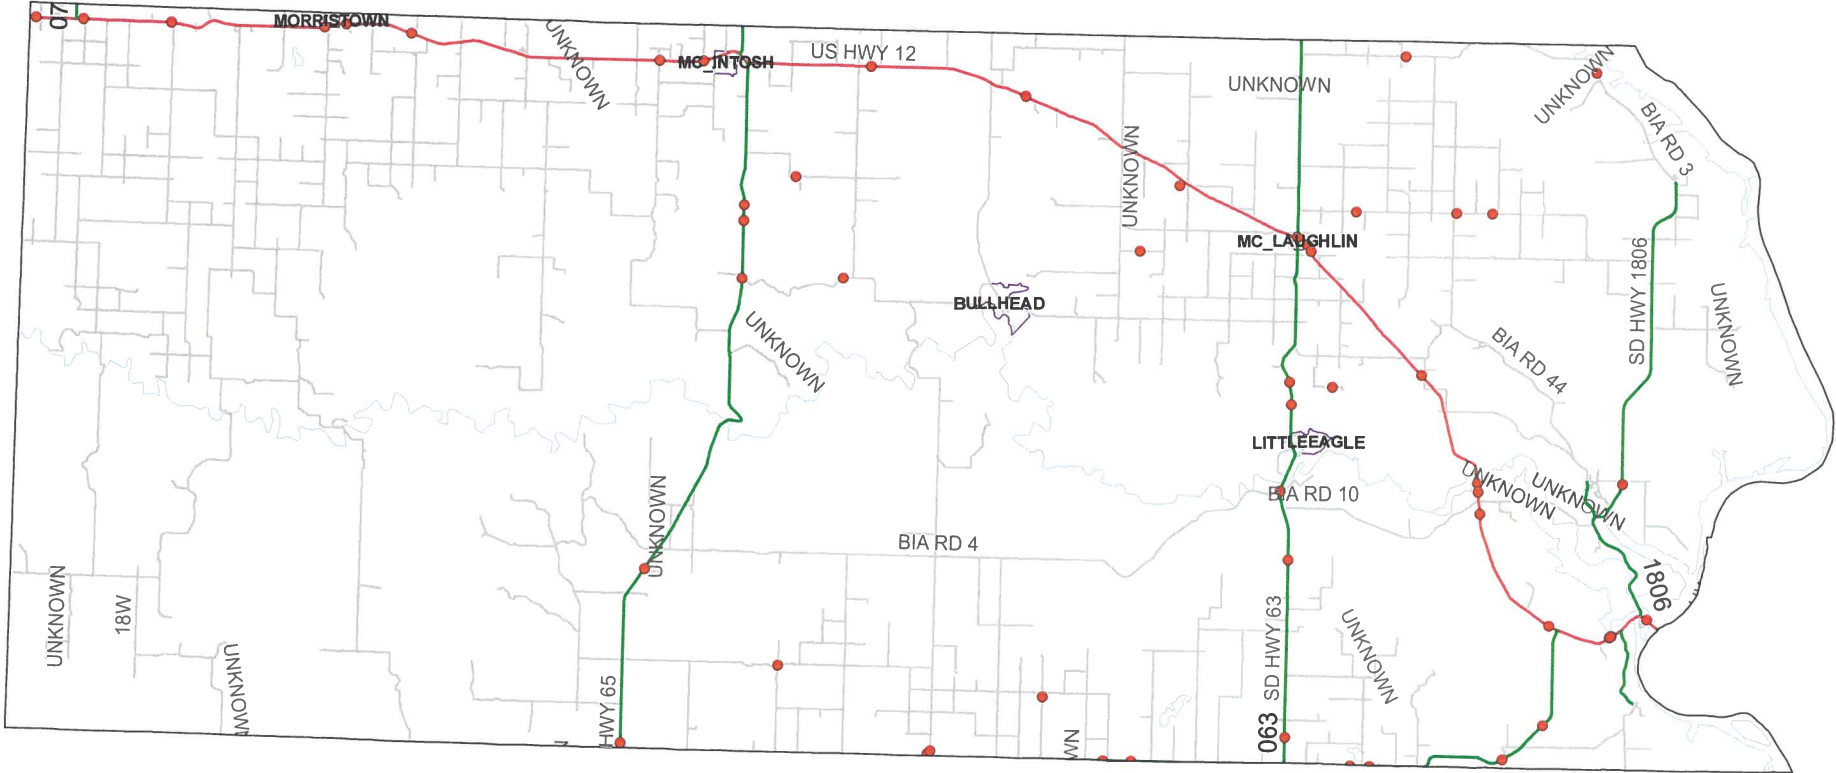 07
MORRISTOWN
UNKNOWN
MC_INTOSH
US HWY 12
UNKNOWN
UNKNOWN
BIA RD 3
UNKNOWN
MC_LAUGHLIN
SD HWY 1806
UNKNOWN
BULLHEAD
UNKNOWN
BIA RD 44
LITTLEEAGLE
UNKNOWN
BIA RD 10
UNKNOWN
UNKNOWN
BIA RD 4
1806
UNKNOWN
18W
UNKNOWN
HWY 65
SD HWY 63
063
UNKNOWN
WN